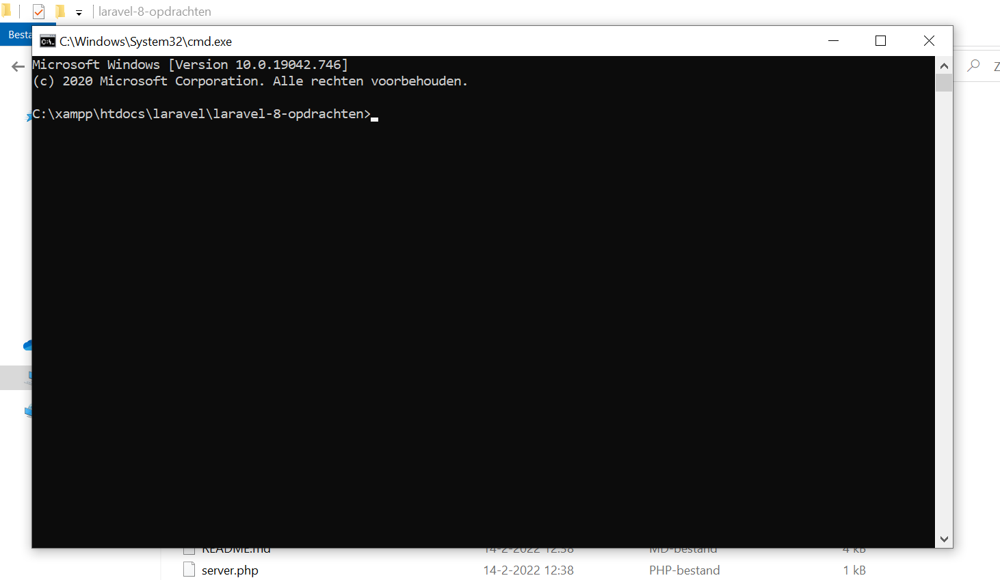 laravel-8-opdrachten
Besta
C:\Windows\System32\cmd.exe
Microsoft Windows [Version 10.0.19042.746]
(c) 2020 Microsoft Corporation. Alle rechten voorbehouden.
C:\xampp\htdocs\laravel\laravel-8-opdrachten>
Z
README.md 14-2-2022 12:38 MD-bestand 4 kB
server.php 14-2-2022 12:38 PHP-bestand 1 kB